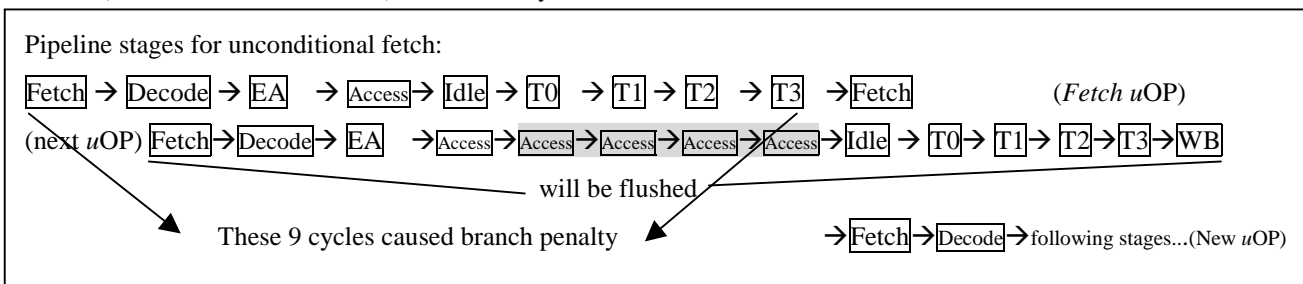 Pipeline stages for unconditional fetch:
Fetch → Decode → EA → Access → Idle → T0 → T1 → T2 → T3 → Fetch (Fetch uOP)
(next uOP) Fetch → Decode → EA → Access → Access → Access → Access → Access → Idle → T0 → T1 → T2 → T3 → WB
will be flushed
These 9 cycles caused branch penalty → Fetch → Decode → following stages...(New uOP)